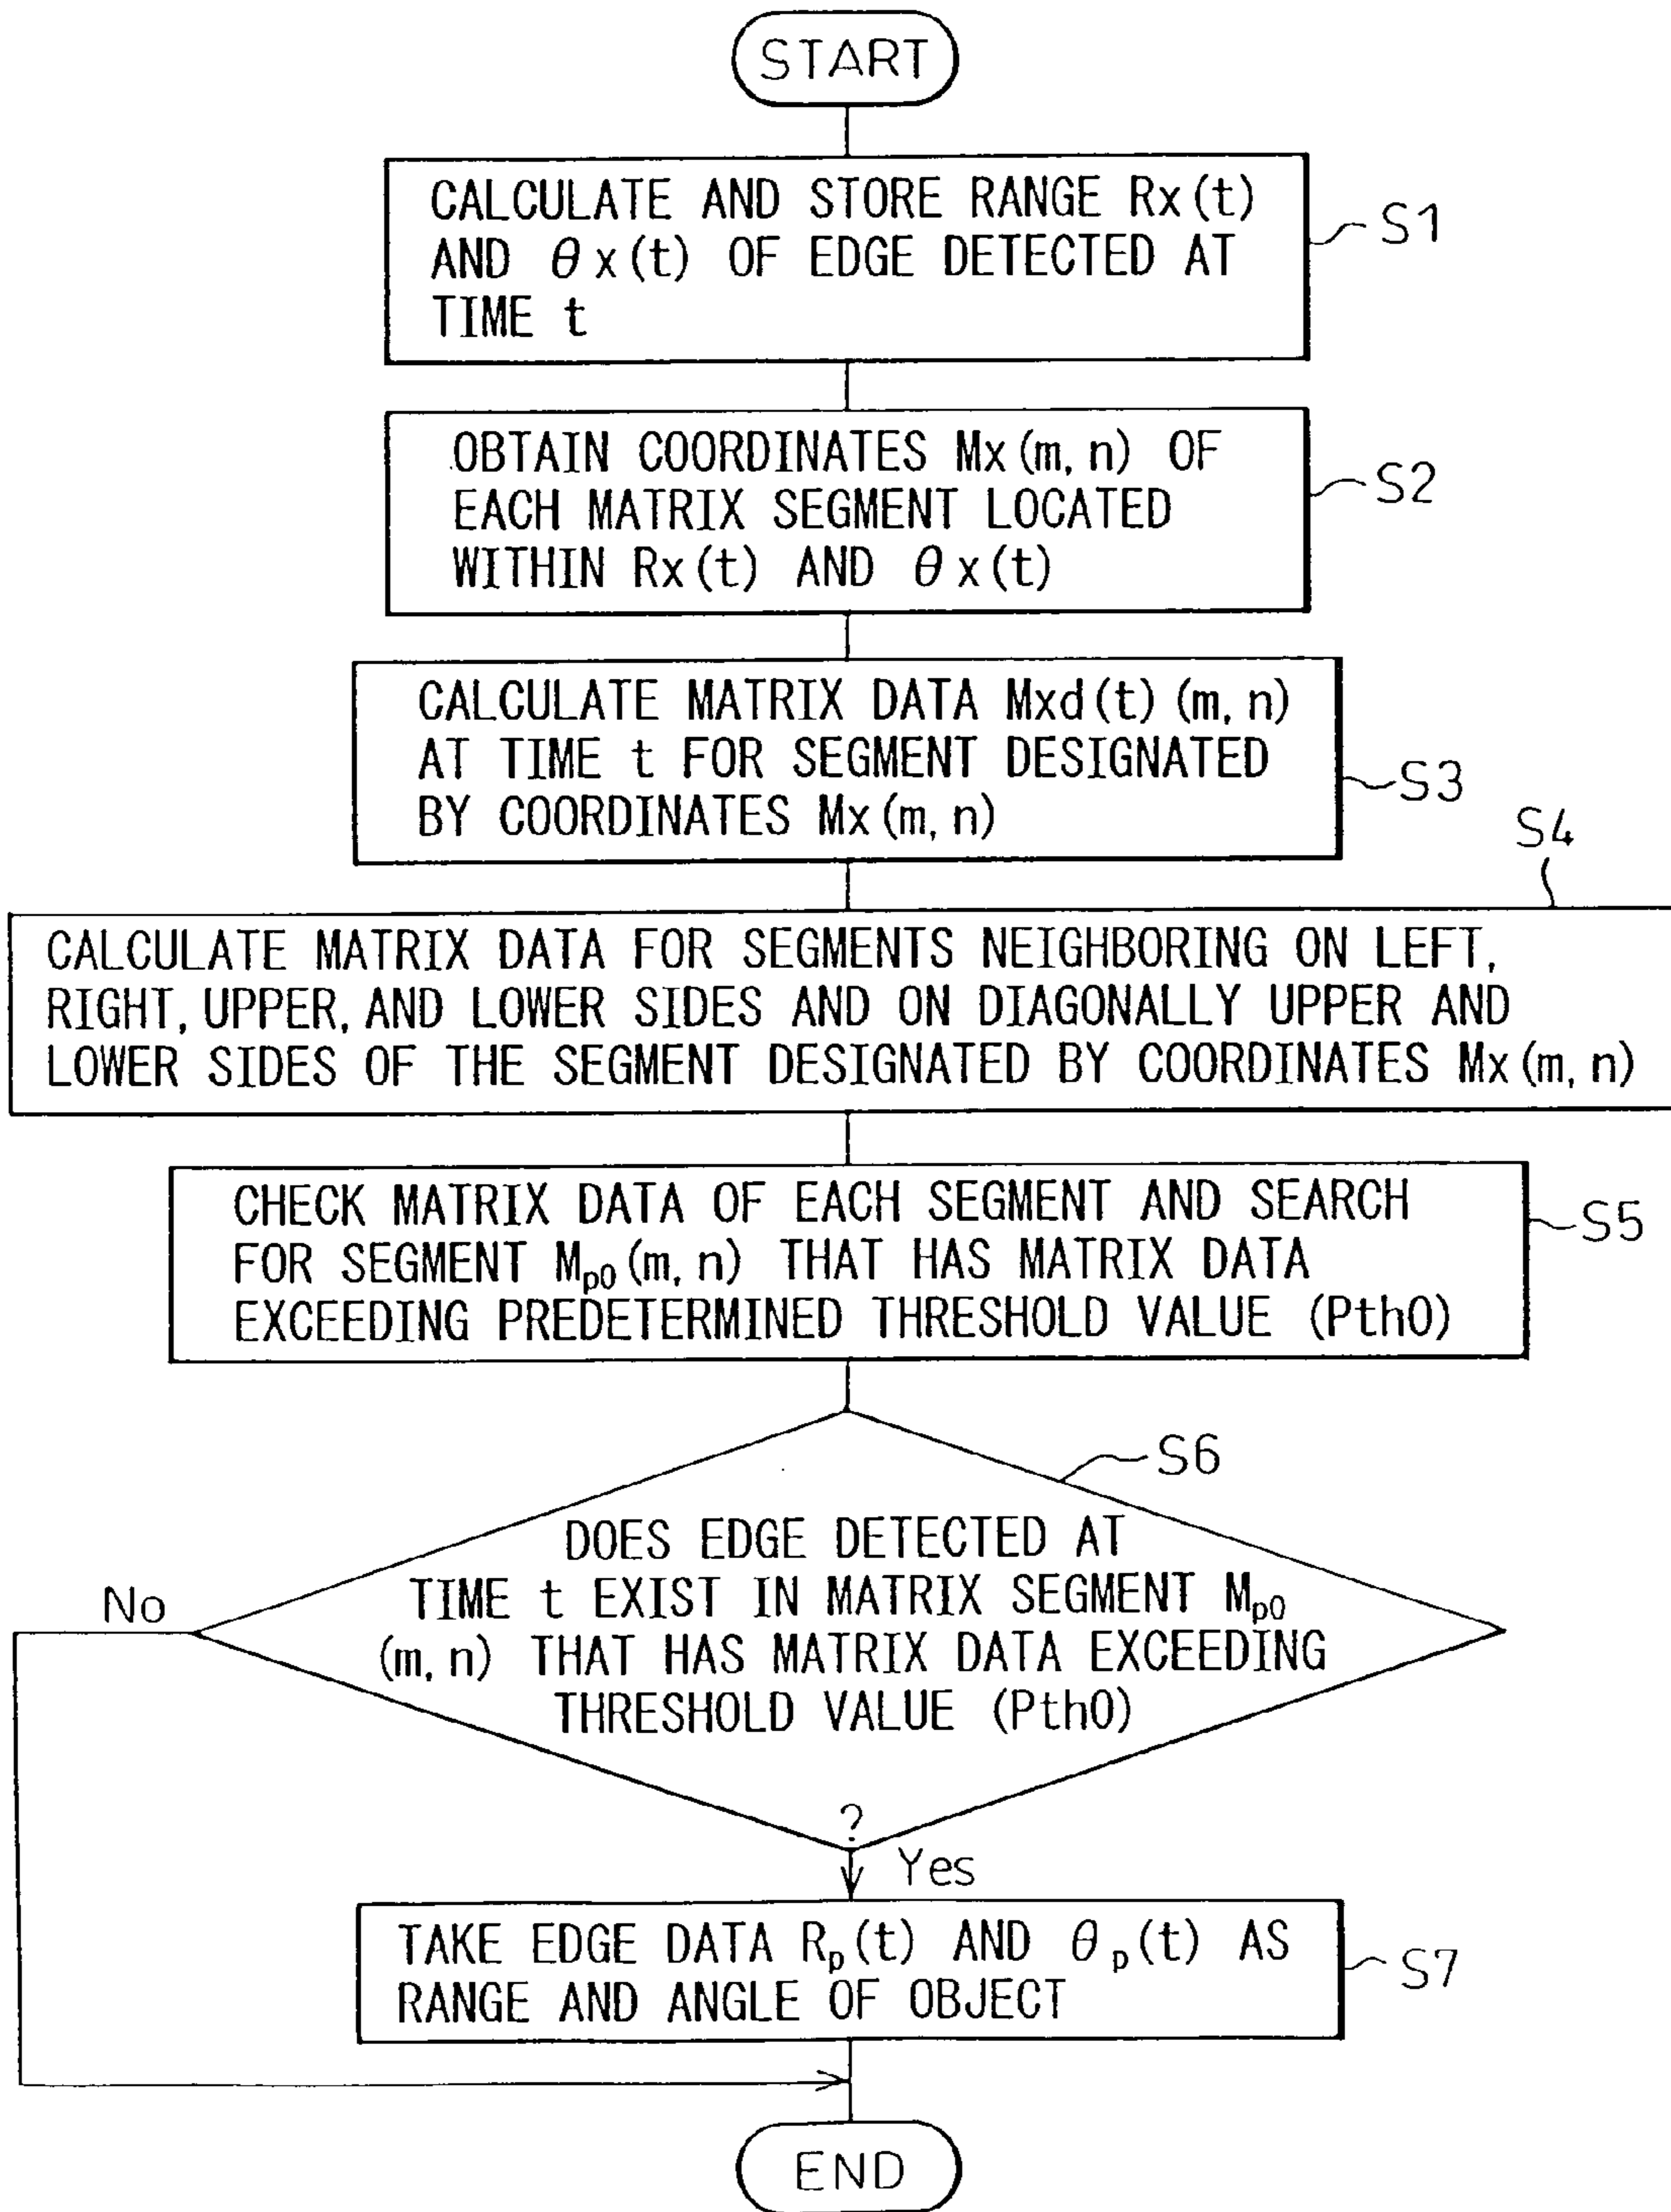 START
CALCULATE AND STORE RANGE Rx(t)
AND θx(t) OF EDGE DETECTED AT
TIME t
S1
OBTAIN COORDINATES Mx(m, n) OF
EACH MATRIX SEGMENT LOCATED
WITHIN Rx(t) AND θx(t)
S2
CALCULATE MATRIX DATA Mxd(t)(m, n)
AT TIME t FOR SEGMENT DESIGNATED
BY COORDINATES Mx(m, n)
S3
S4
CALCULATE MATRIX DATA FOR SEGMENTS NEIGHBORING ON LEFT,
RIGHT, UPPER, AND LOWER SIDES AND ON DIAGONALLY UPPER AND
LOWER SIDES OF THE SEGMENT DESIGNATED BY COORDINATES Mx(m, n)
CHECK MATRIX DATA OF EACH SEGMENT AND SEARCH
FOR SEGMENT Mp0(m, n) THAT HAS MATRIX DATA
EXCEEDING PREDETERMINED THRESHOLD VALUE (Pth0)
S5
S6
DOES EDGE DETECTED AT
TIME t EXIST IN MATRIX SEGMENT Mp0
(m, n) THAT HAS MATRIX DATA EXCEEDING
THRESHOLD VALUE (Pth0)
?
No
Yes
TAKE EDGE DATA Rp(t) AND θp(t) AS
RANGE AND ANGLE OF OBJECT
S7
END